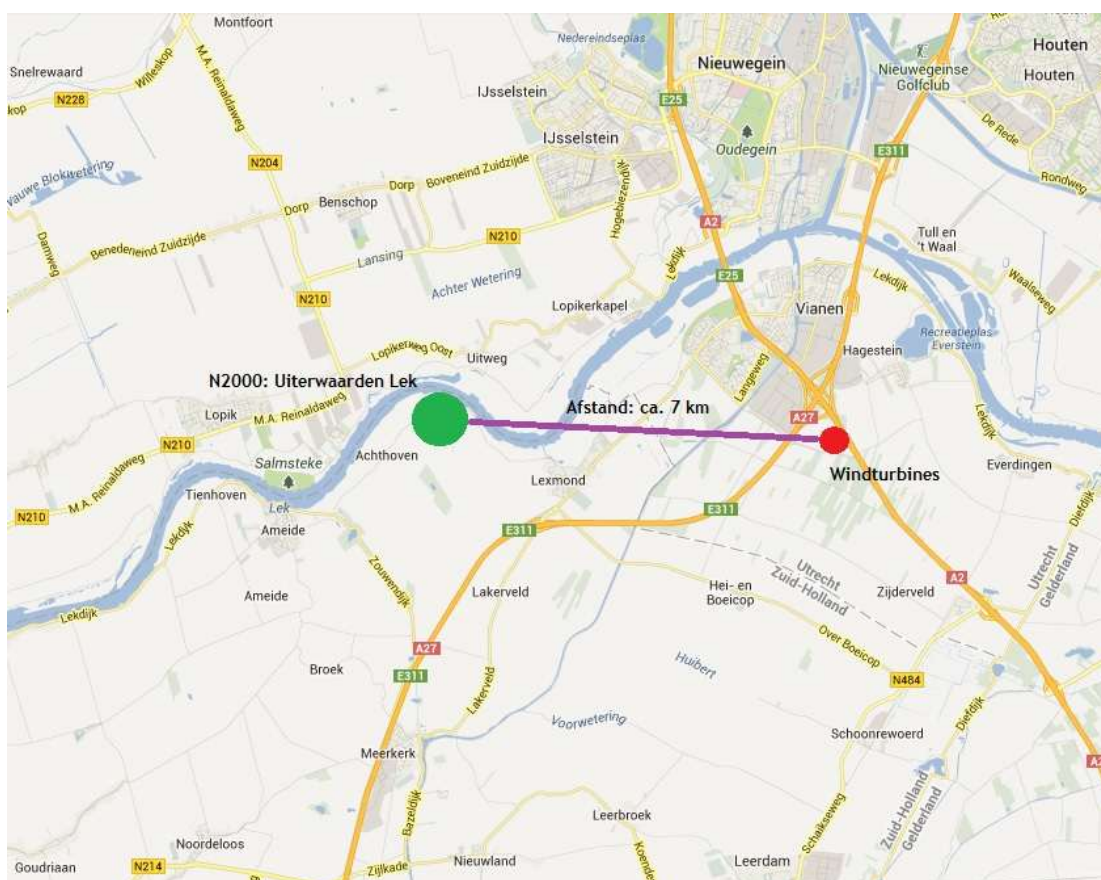 Montfoort
Nedereindseplas
Houten
Houten
Snelrewaard
Willeskop
M.A. Reinaldaweg
Nieuwegein
Nieuwegeinse
Golfclub
N228
IJsselstein
E25
De Rede
IJsselstein
Oudegein
E311
N204
Boveneind Zuidzijde
Rondweg
Dorp
Benschop
Hogebiezendijk
Dorp
A2
Tull en
't Waal
Damweg
Benedeneind Zuidzijde
N210
Lansing
Lekdijk
E25
Lekdijk
Waalseweg
Achter Wetering
N210
Lopikerkapel
Vianen
Recreatieplas
Everstein
Lopikerweg Oost
Uitweg
Hagestein
Langeweg
N2000: Uiterwaarden Lek
Lopik
M.A. Reinaldaweg
Afstand: ca. 7 km
A27
Lekdijk
N210
Achthoven
Salmsteke
Everdingen
Windturbines
Lexmond
M.A. Reinaldaweg
Tienhoven
Lek
N210
E311
E311
Diefdijk
Lekdijk
Ameide
Zouwendijk
Utrecht
Zuid-Holland
Utrecht
Gelderland
A2
Hei- en
Boeicop
Zijderveld
Lakerveld
Ameide
Lekdijk
Over Boeicop
A27
Huibert
Broek
E311
N484
Lakerveld
Diefdijk
Voorwetering
Schoonrewoerd
Meerkerk
Zuid-Holland
Gelderland
Bazeldijk
Schaikseweg
Leerbroek
Noordeloos
Goudriaan
N214
Zijlkade
Nieuwland
Leerdam